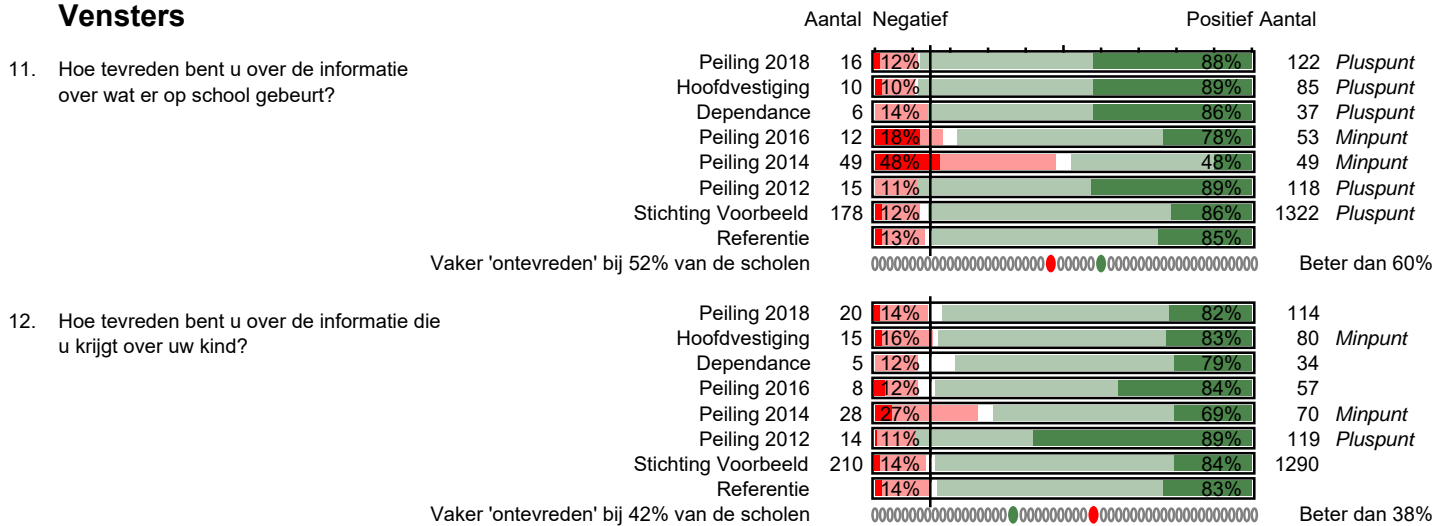 Vensters
Aantal Negatief Positief Aantal
11. Hoe tevreden bent u over de informatie over wat er op school gebeurt?
Peiling 2018 16 12% 88% 122 Pluspunt
Hoofdvestiging 10 10% 89% 85 Pluspunt
Dependance 6 14% 86% 37 Pluspunt
Peiling 2016 12 18% 78% 53 Minpunt
Peiling 2014 49 48% 48% 49 Minpunt
Peiling 2012 15 11% 89% 118 Pluspunt
Stichting Voorbeeld 178 12% 86% 1322 Pluspunt
Referentie 13% 85%
Vaker 'ontevreden' bij 52% van de scholen Beter dan 60%
12. Hoe tevreden bent u over de informatie die u krijgt over uw kind?
Peiling 2018 20 14% 82% 114
Hoofdvestiging 15 16% 83% 80 Minpunt
Dependance 5 12% 79% 34
Peiling 2016 8 12% 84% 57
Peiling 2014 28 27% 69% 70 Minpunt
Peiling 2012 14 11% 89% 119 Pluspunt
Stichting Voorbeeld 210 14% 84% 1290
Referentie 14% 83%
Vaker 'ontevreden' bij 42% van de scholen Beter dan 38%